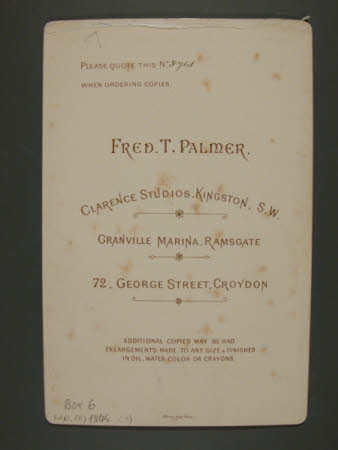 PLEASE QUOTE THIS No 8761
WHEN ORDERING COPIES
FRED. T. PALMER.
CLARENCE STUDIOS, KINGSTON, S.W.
GRANVILLE MARINA, RAMSGATE
72, GEORGE STREET, CROYDON
ADDITIONAL COPIES MAY BE HAD
ENLARGEMENTS MADE TO ANY SIZE & FINISHED
IN OIL, WATER COLOR OR CRAYONS.
BOX 6